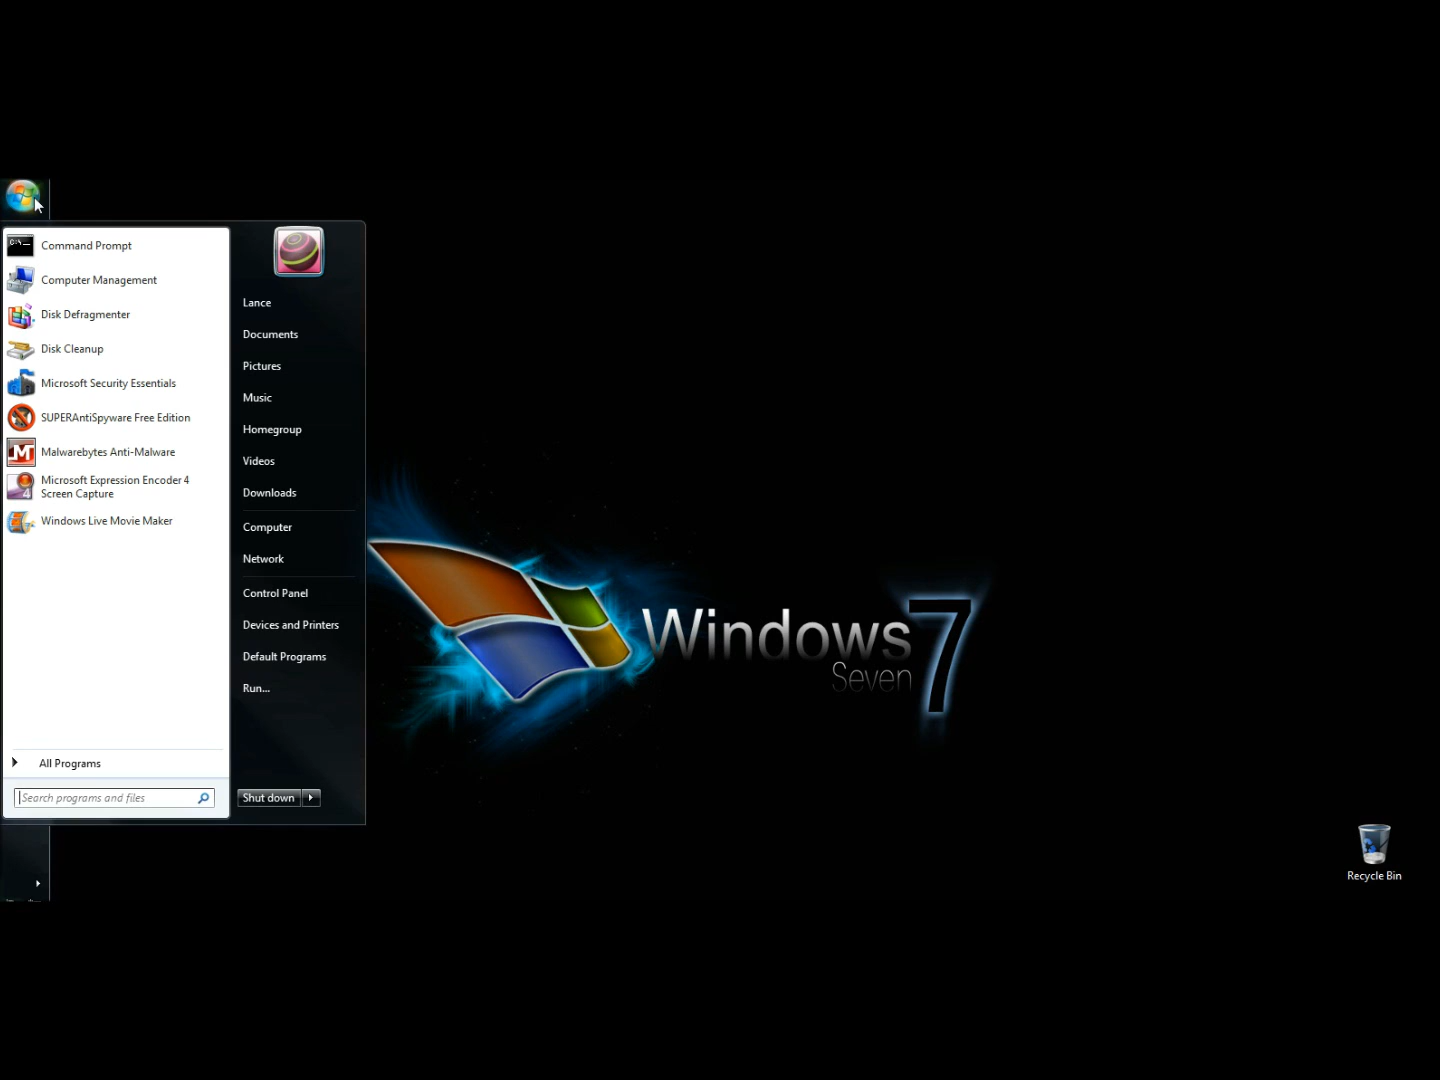 Command Prompt
Computer Management
Disk Defragmenter
Disk Cleanup
Microsoft Security Essentials
SUPERAntiSpyware Free Edition
Malwarebytes Anti-Malware
Microsoft Expression Encoder 4
Screen Capture
Windows Live Movie Maker
All Programs
Search programs and files
Lance
Documents
Pictures
Music
Homegroup
Videos
Downloads
Computer
Network
Control Panel
Devices and Printers
Default Programs
Run...
Shut down
Windows 7
Seven
Recycle Bin